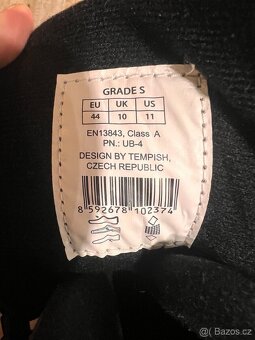 GRADE S
EU UK US
44 10 11
EN13843, Class A
PN.: UB-4
DESIGN BY TEMPISH,
CZECH REPUBLIC
8 592678 102374
Bazos.cz